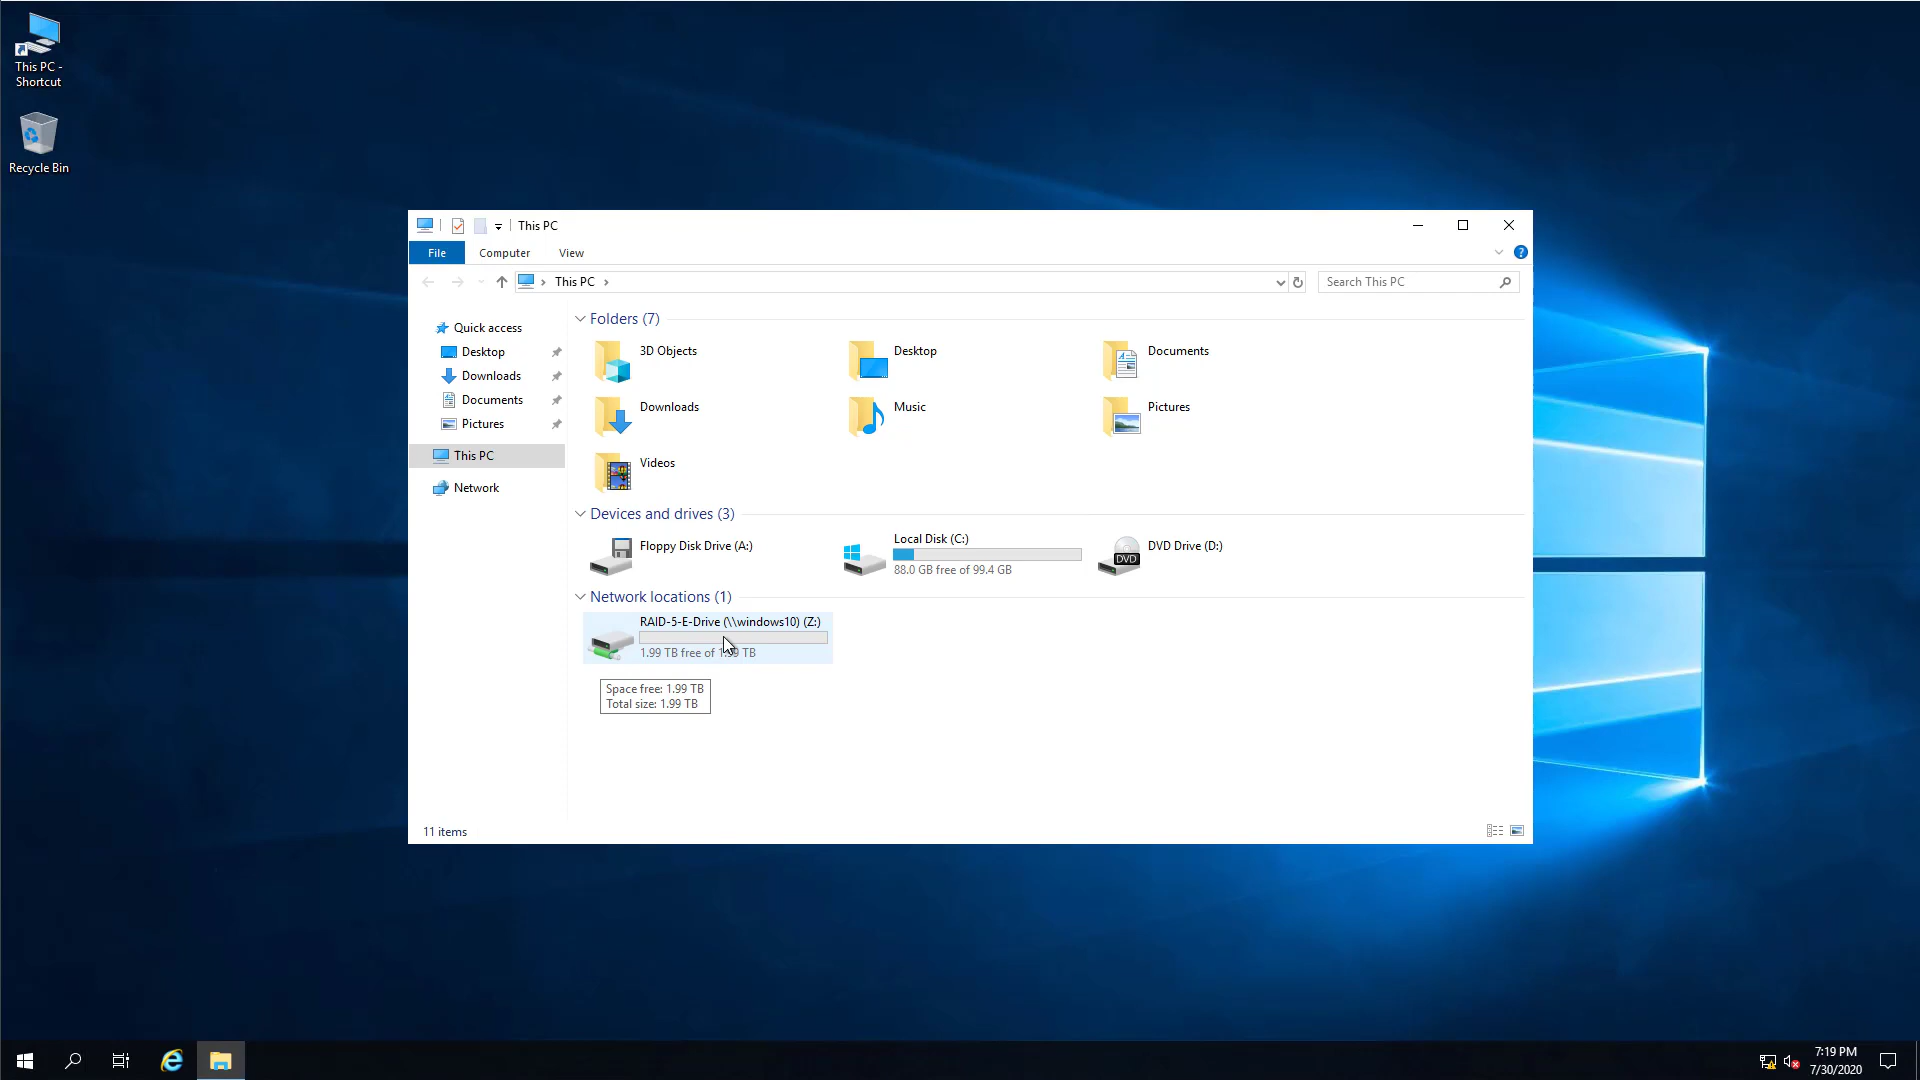 This PC -
Shortcut
Recycle Bin
This PC
File
Computer
View
This PC
Search This PC
Quick access
Desktop
Downloads
Documents
Pictures
This PC
Network
Folders (7)
3D Objects
Desktop
Documents
Downloads
Music
Pictures
Videos
Devices and drives (3)
Floppy Disk Drive (A:)
Local Disk (C:)
88.0 GB free of 99.4 GB
DVD
DVD Drive (D:)
Network locations (1)
RAID-5-E-Drive (\\windows10) (Z:)
1.99 TB free of 1.99 TB
Space free: 1.99 TB
Total size: 1.99 TB
11 items
7:19 PM
7/30/2020